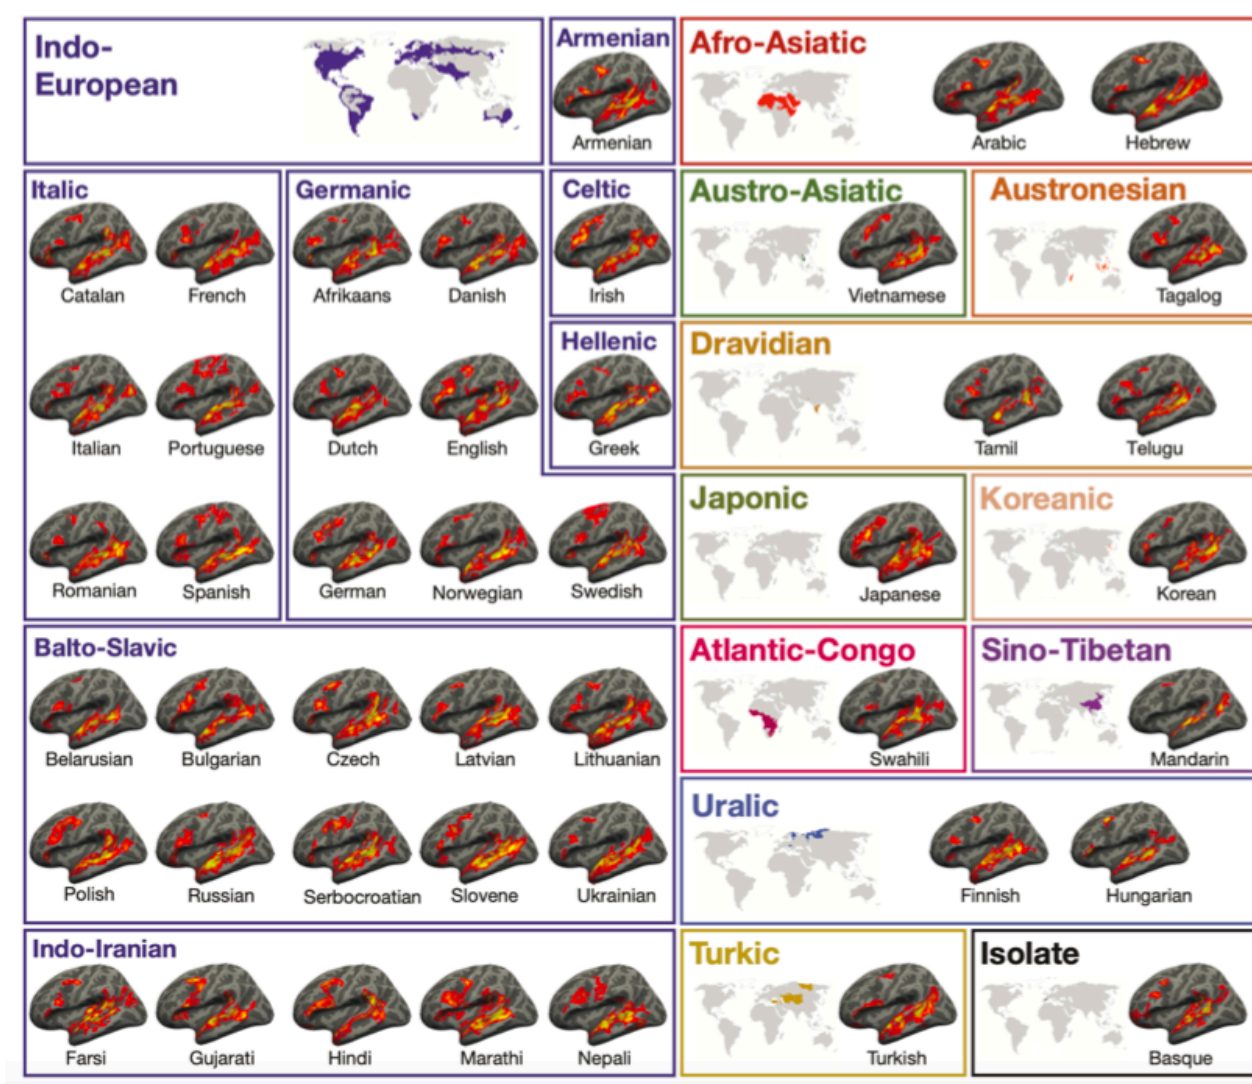 Indo-
European
Armenian
Armenian
Afro-Asiatic
Arabic
Hebrew
Italic
Catalan
French
Italian
Portuguese
Romanian
Spanish
Germanic
Afrikaans
Danish
Dutch
English
German
Norwegian
Swedish
Celtic
Irish
Hellenic
Greek
Austro-Asiatic
Vietnamese
Austronesian
Tagalog
Dravidian
Tamil
Telugu
Japonic
Japanese
Koreanic
Korean
Balto-Slavic
Belarusian
Bulgarian
Czech
Latvian
Lithuanian
Polish
Russian
Serbocroatian
Slovene
Ukrainian
Atlantic-Congo
Swahili
Sino-Tibetan
Mandarin
Uralic
Finnish
Hungarian
Indo-Iranian
Farsi
Gujarati
Hindi
Marathi
Nepali
Turkic
Turkish
Isolate
Basque